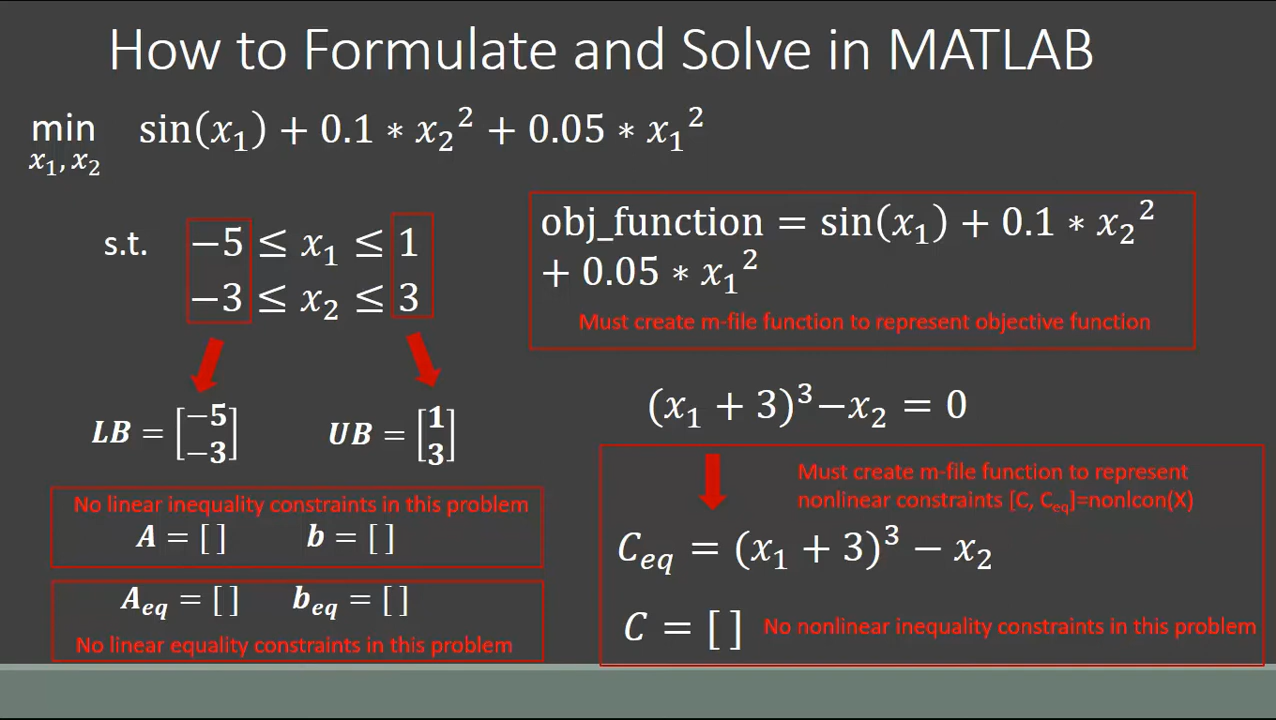 How to Formulate and Solve in MATLAB
min sin(x₁) + 0.1 ∗ x₂² + 0.05 ∗ x₁²
x₁, x₂
s.t. −5 ≤ x₁ ≤ 1
−3 ≤ x₂ ≤ 3
obj_function = sin(x₁) + 0.1 ∗ x₂²
+ 0.05 ∗ x₁²
Must create m-file function to represent objective function
LB = [−5
−3]
UB = [1
3]
(x₁ + 3)³−x₂ = 0
No linear inequality constraints in this problem
A = [ ] b = [ ]
A_eq = [ ] b_eq = [ ]
No linear equality constraints in this problem
Must create m-file function to represent
nonlinear constraints [C, C_eq]=nonlcon(X)
C_eq = (x₁ + 3)³ − x₂
C = [ ] No nonlinear inequality constraints in this problem